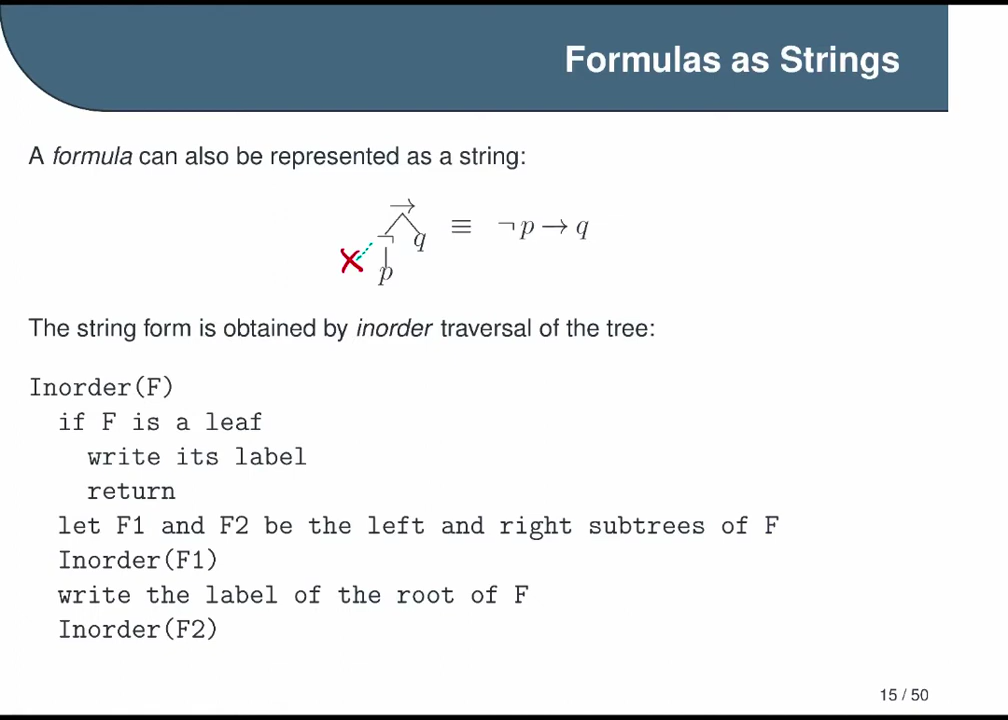 Formulas as Strings
A formula can also be represented as a string:
→
¬ q ≡ ¬p → q
p
The string form is obtained by inorder traversal of the tree:
Inorder(F)
if F is a leaf
write its label
return
let F1 and F2 be the left and right subtrees of F
Inorder(F1)
write the label of the root of F
Inorder(F2)
15 / 50